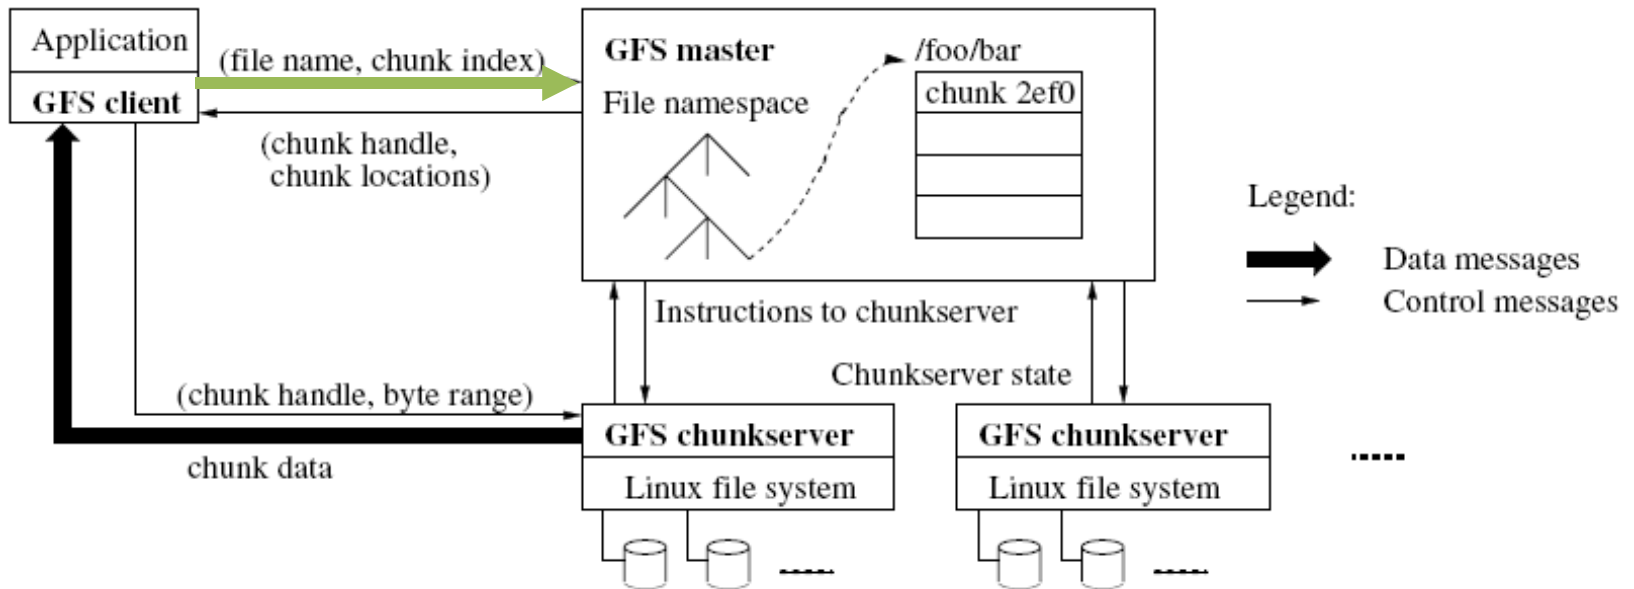 Application
GFS client
(file name, chunk index)
(chunk handle,
chunk locations)
GFS master
File namespace
/foo/bar
chunk 2ef0
Legend:
Data messages
Control messages
Instructions to chunkserver
Chunkserver state
(chunk handle, byte range)
chunk data
GFS chunkserver
Linux file system
GFS chunkserver
Linux file system